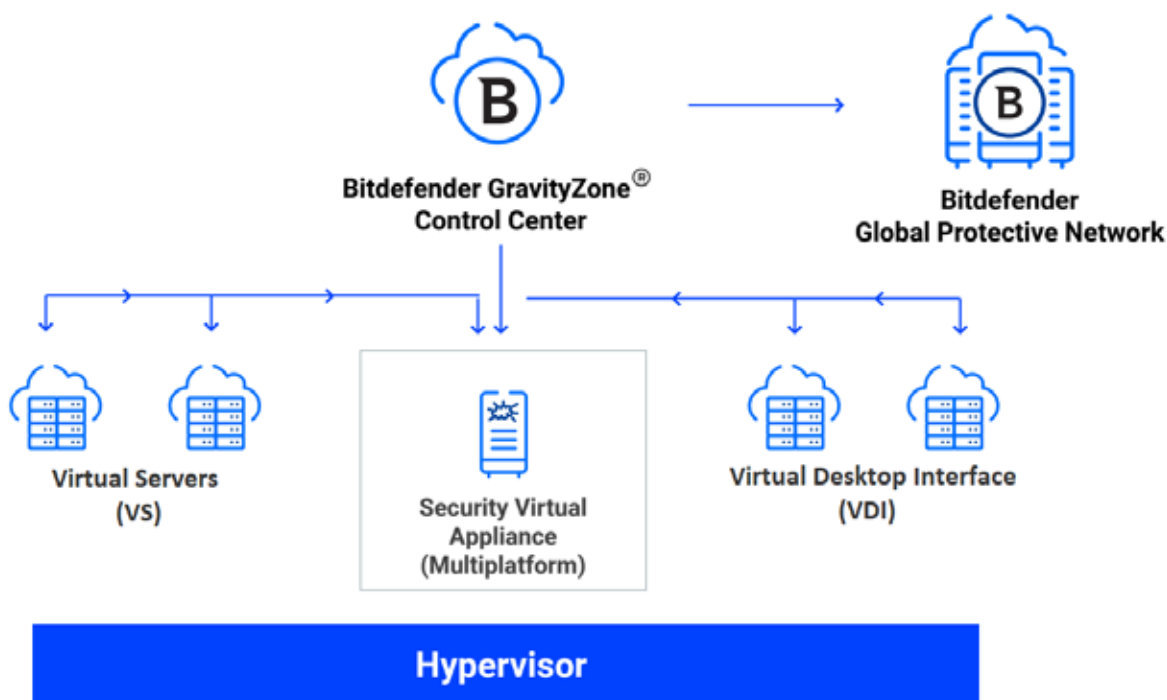 B
B
Bitdefender GravityZone®
Control Center
Bitdefender
Global Protective Network
Virtual Servers
(VS)
Security Virtual
Appliance
(Multiplatform)
Virtual Desktop Interface
(VDI)
Hypervisor